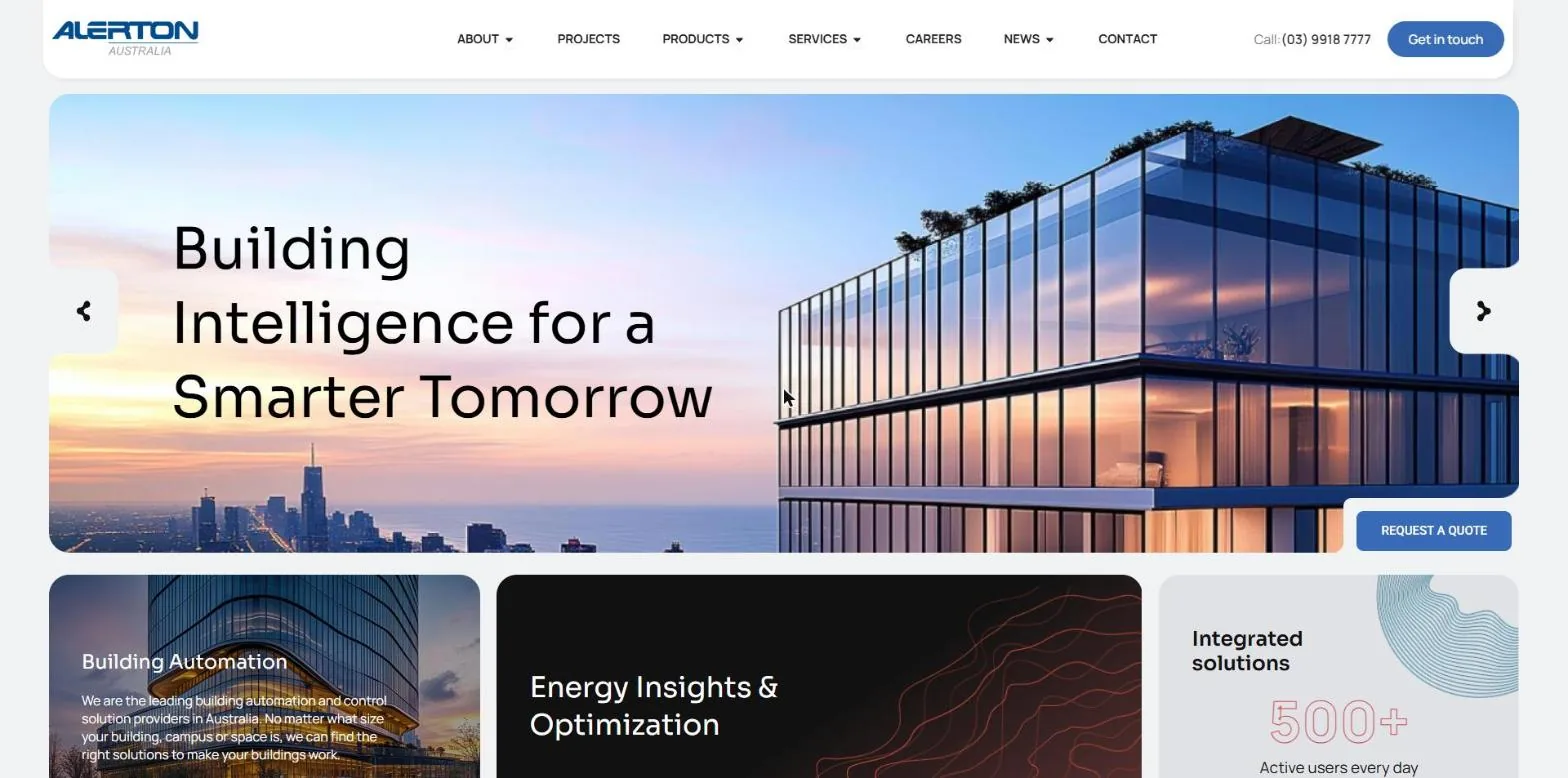 ALERTON
AUSTRALIA
ABOUT
PROJECTS
PRODUCTS
SERVICES
CAREERS
NEWS
CONTACT
Call:(03) 9918 7777
Get in touch
Building
Intelligence for a
Smarter Tomorrow
REQUEST A QUOTE
Building Automation
We are the leading building automation and control
solution providers in Australia. No matter what size
your building, campus or space is, we can find the
right solutions to make your buildings work.
Energy Insights &
Optimization
Integrated
solutions
500+
Active users every day